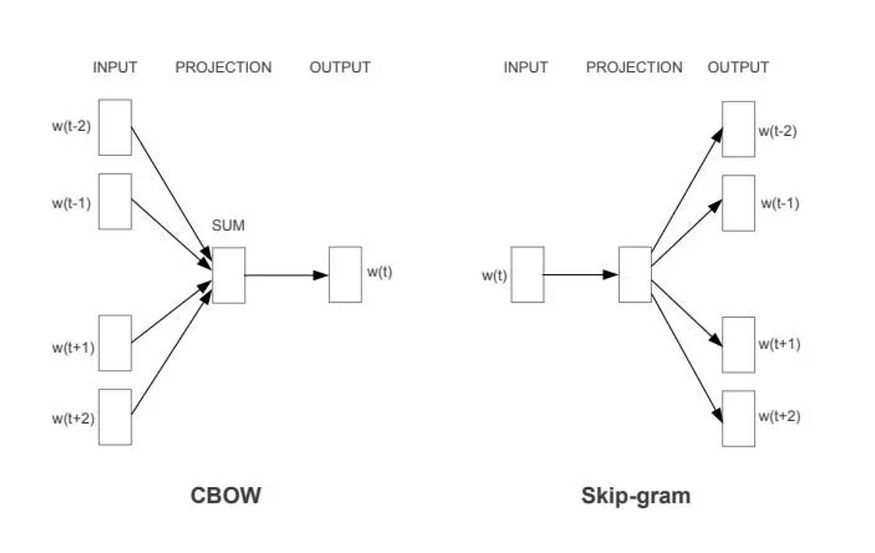 INPUT PROJECTION OUTPUT
w(t-2)
w(t-1)
SUM
w(t)
w(t+1)
w(t+2)
CBOW
INPUT PROJECTION OUTPUT
w(t-2)
w(t-1)
w(t)
w(t+1)
w(t+2)
Skip-gram